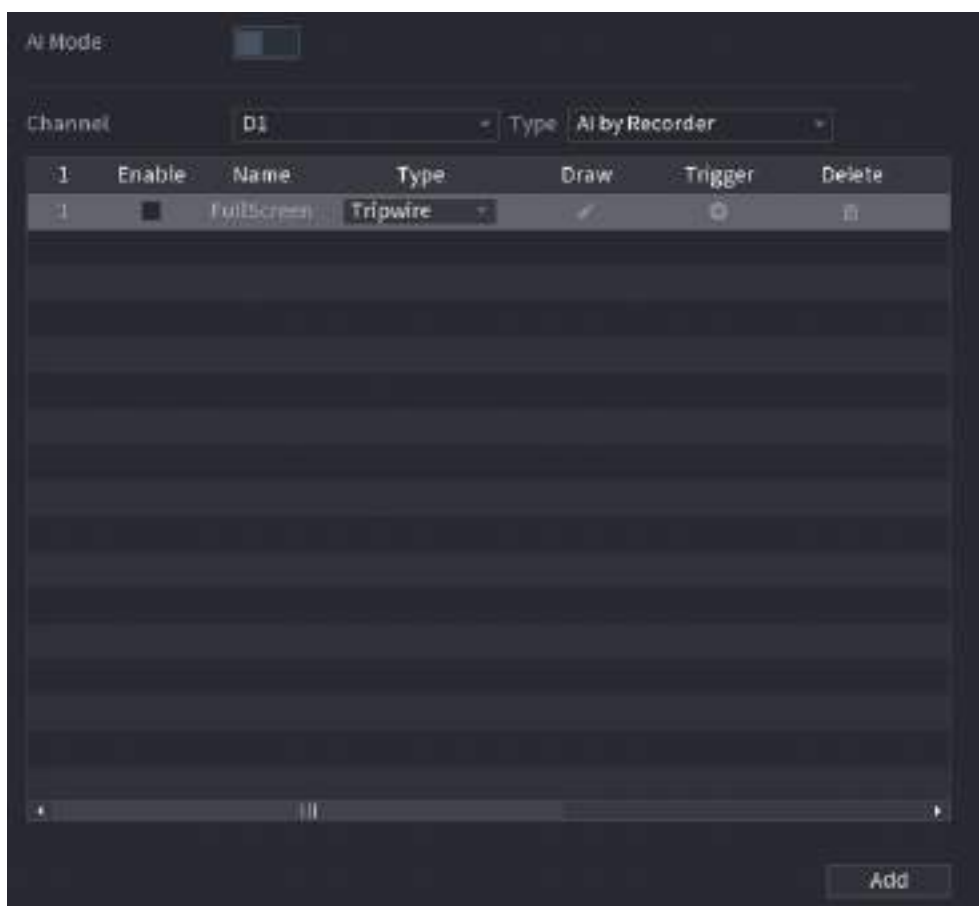 AI Mode
Channel D1 Type AI by Recorder
1 Enable Name Type Draw Trigger Delete
1 FullScreen Tripwire
Add